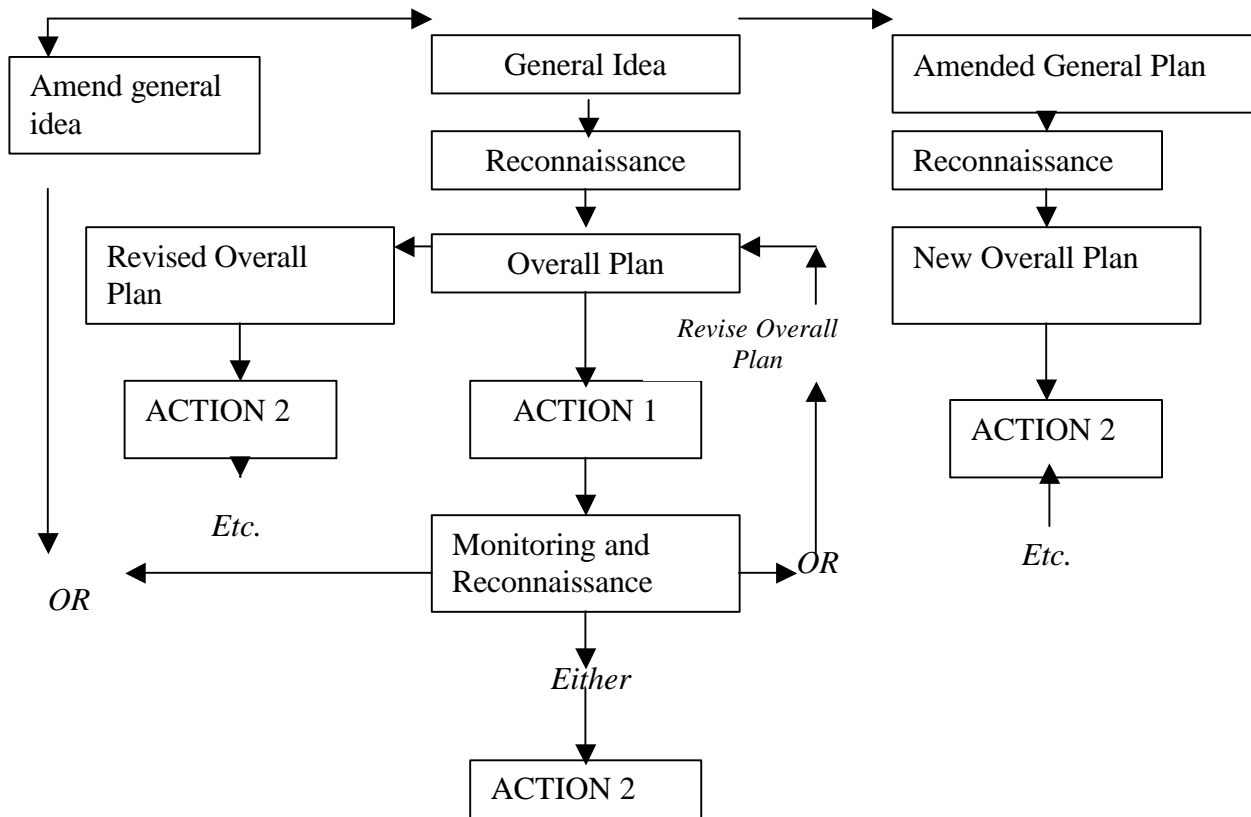 General Idea
Amended General Plan
Amend general
idea
Reconnaissance
Reconnaissance
Revised Overall
Plan
Overall Plan
New Overall Plan
Revise Overall
Plan
ACTION 2
ACTION 1
ACTION 2
Etc.
Monitoring and
Reconnaissance
OR
Etc.
OR
Either
ACTION 2